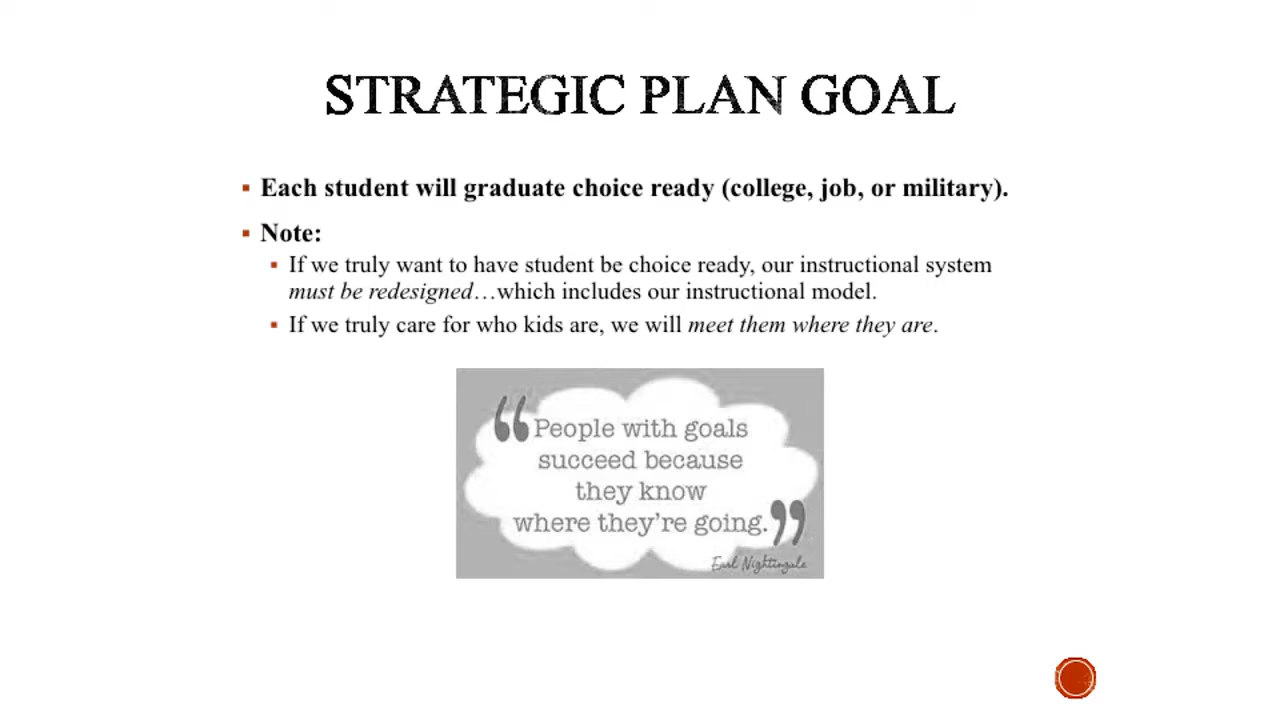 STRATEGIC PLAN GOAL
▪ Each student will graduate choice ready (college, job, or military).
▪ Note:
▪ If we truly want to have student be choice ready, our instructional system
must be redesigned…which includes our instructional model.
▪ If we truly care for who kids are, we will meet them where they are.
“People with goals
succeed because
they know
where they’re going.”
Earl Nightingale